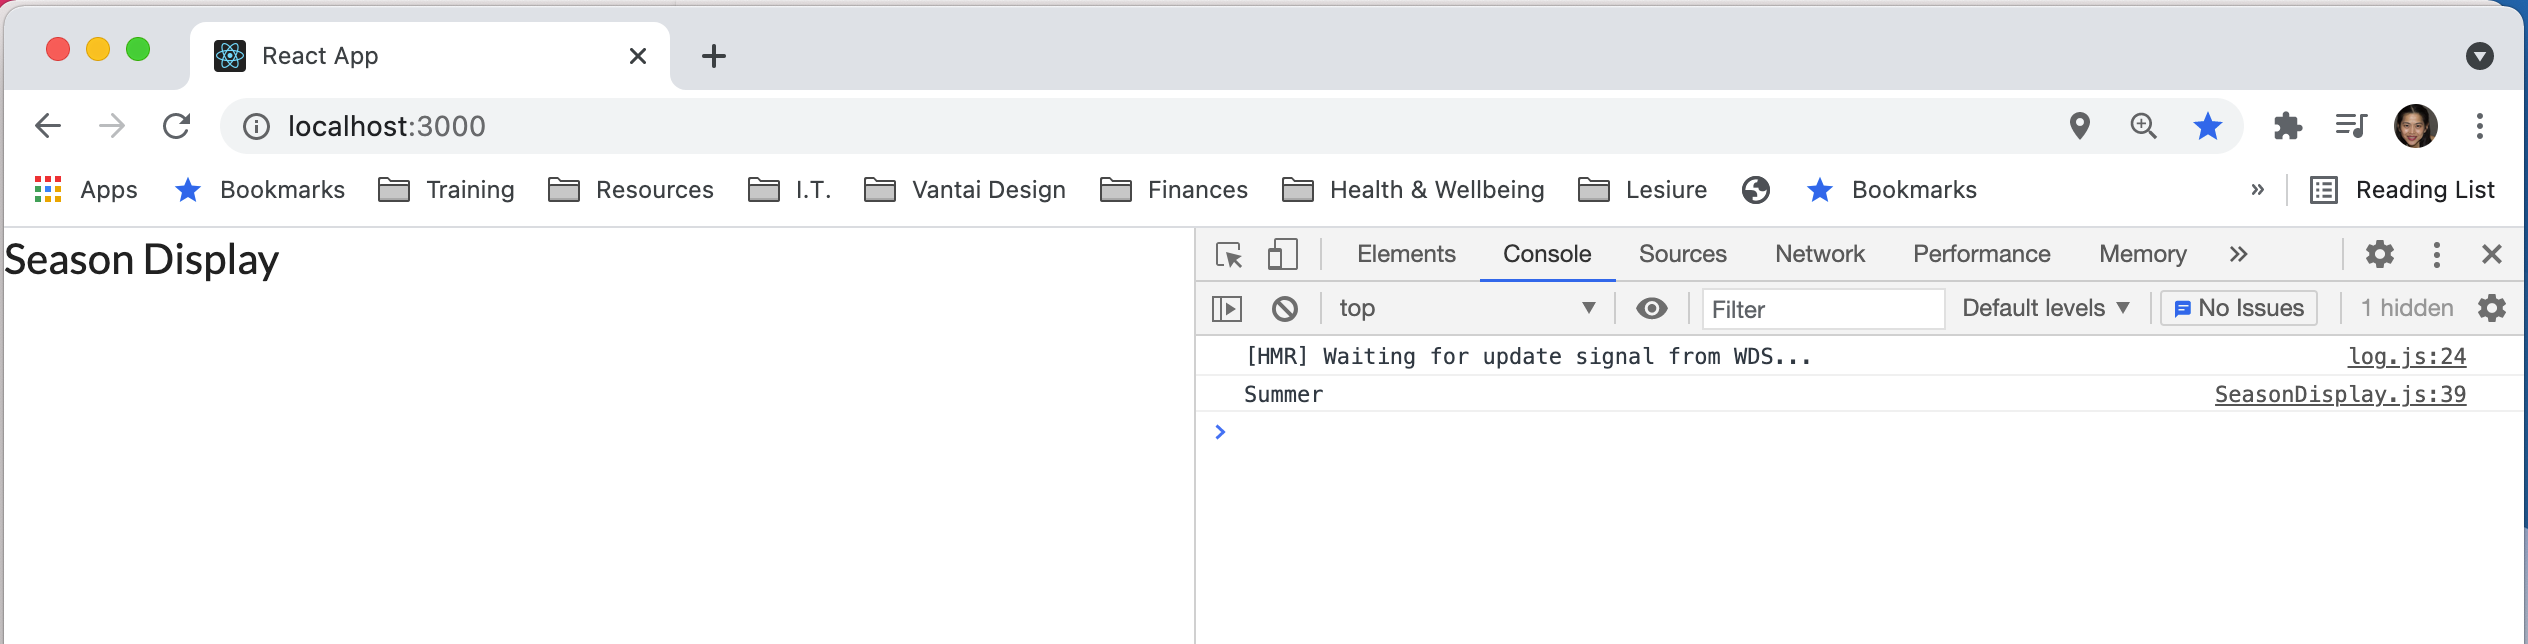 React App
localhost:3000
Apps Bookmarks Training Resources I.T. Vantai Design Finances Health & Wellbeing Lesiure Bookmarks » Reading List
Season Display
Elements Console Sources Network Performance Memory »
top Filter Default levels No Issues 1 hidden
[HMR] Waiting for update signal from WDS... log.js:24
Summer SeasonDisplay.js:39
>